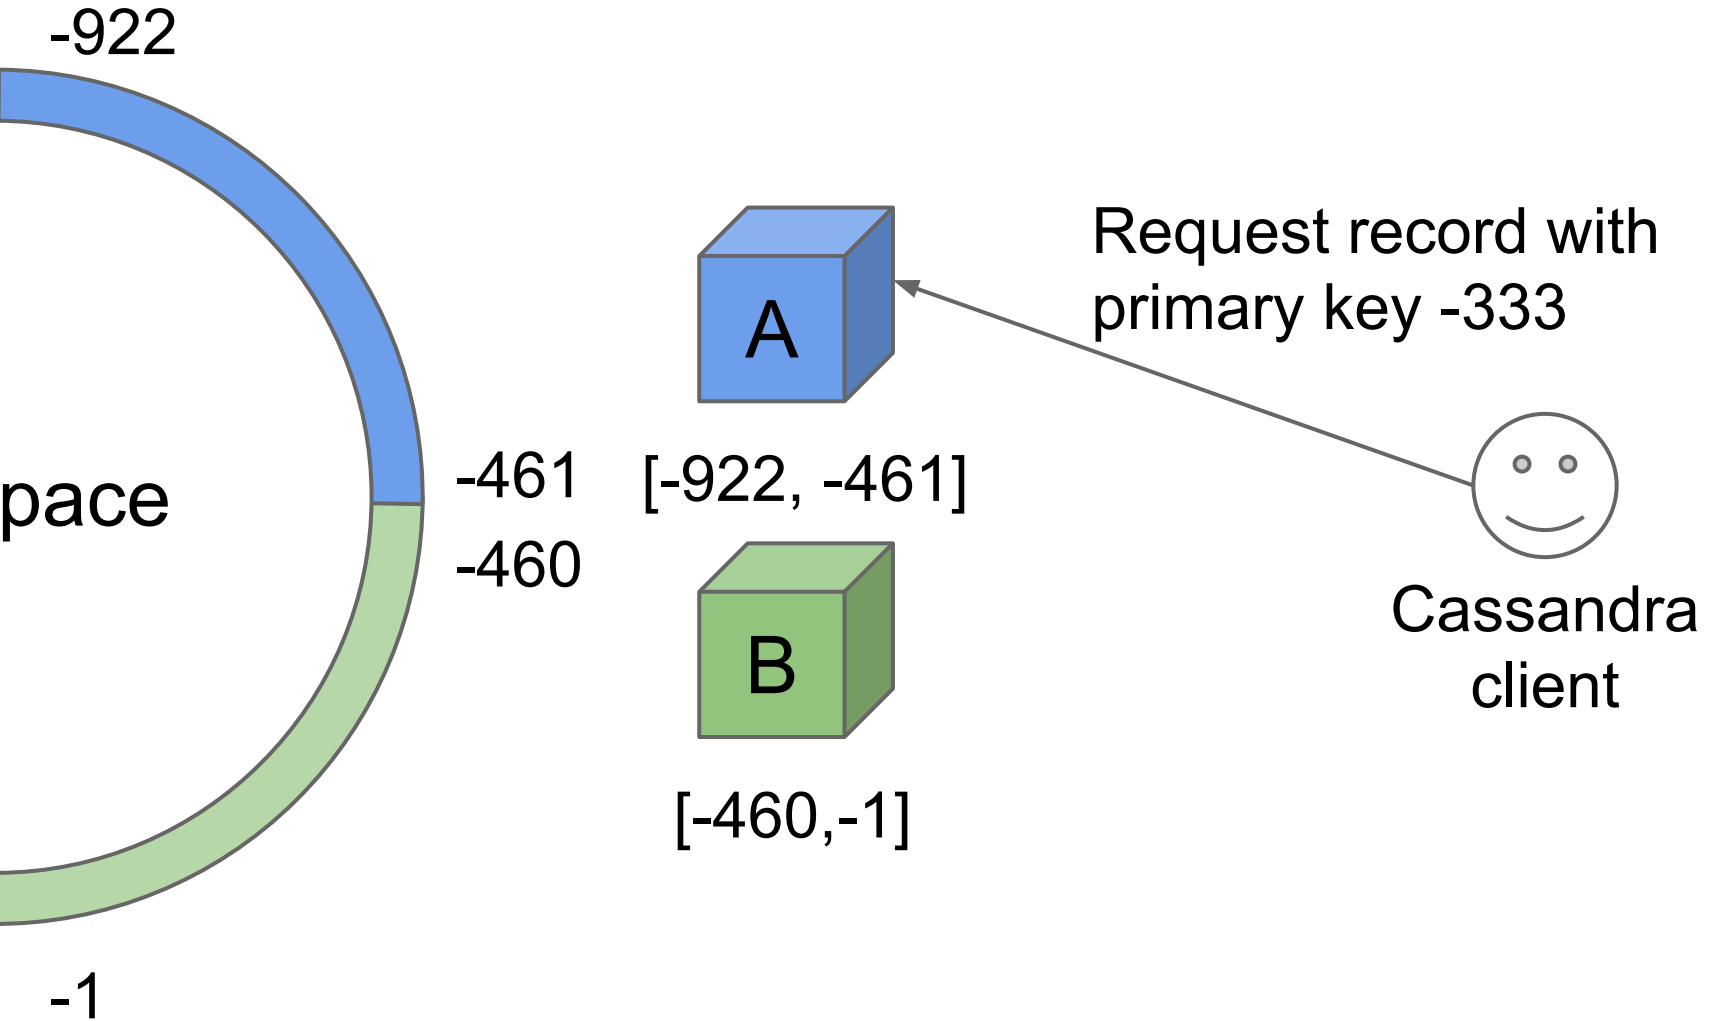 -922
Request record with
primary key -333
A
-461
[-922, -461]
pace
-460
Cassandra
client
B
[-460,-1]
-1